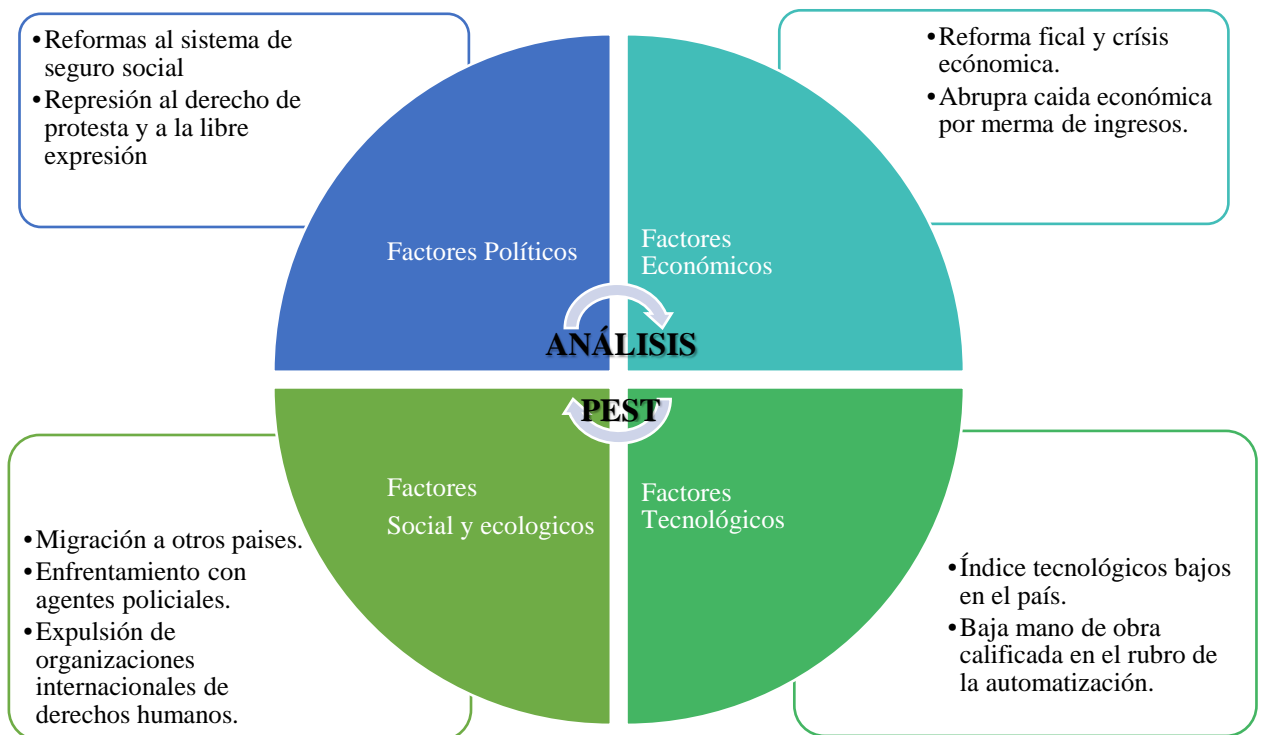 •Reformas al sistema de
seguro social
•Represión al derecho de
protesta y a la libre
expresión
•Reforma fical y crísis
ecónomica.
•Abrupra caida económica
por merma de ingresos.
Factores Políticos
Factores
Económicos
ANÁLISIS
PEST
Factores
Social y ecologicos
Factores
Tecnológicos
•Migración a otros paises.
•Enfrentamiento con
agentes policiales.
•Expulsión de
organizaciones
internacionales de
derechos humanos.
•Índice tecnológicos bajos
en el país.
•Baja mano de obra
calificada en el rubro de
la automatización.